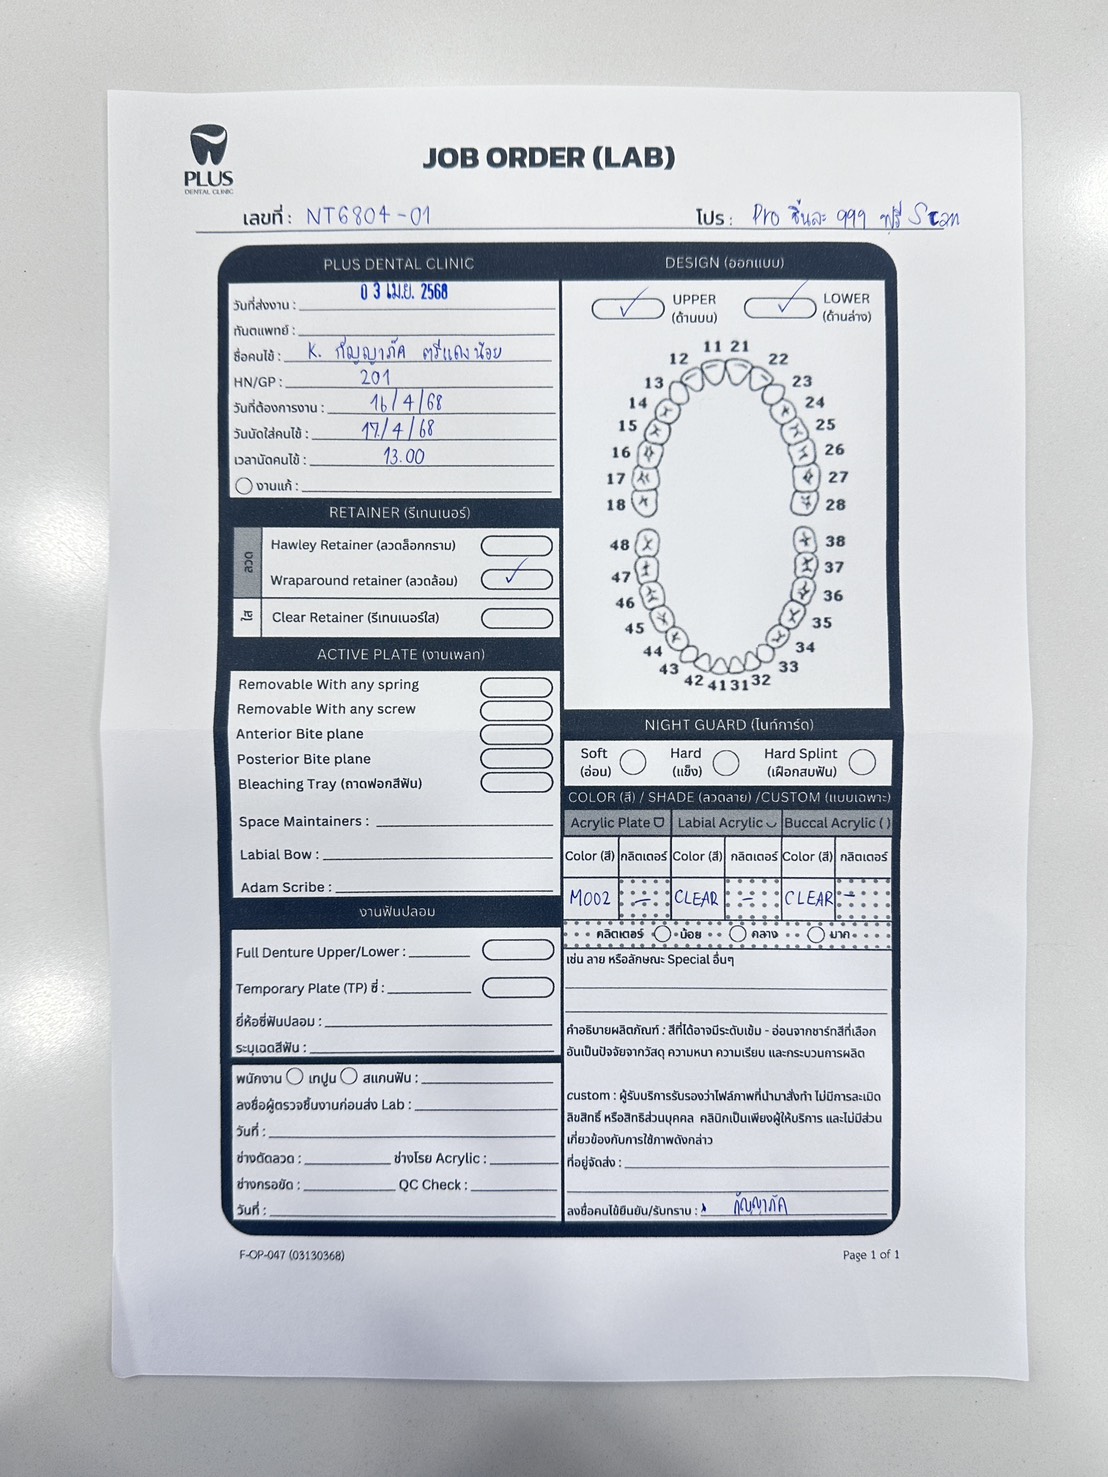 PLUS
DENTAL CLINIC
JOB ORDER (LAB)
เลขที่ : NT6804-01
โปร : Pro ชิ้นละ 999 ฟรี Scan
PLUS DENTAL CLINIC
วันที่ส่งงาน : 0 3 เม.ย. 2568
ทันตแพทย์ :
ชื่อคนไข้ : K. กัญญาภัค ตรีแดงน้อย
HN/GP : 201
วันที่ต้องการงาน : 16/4/68
วันนัดใส่คนไข้ : 17/4/68
เวลานัดคนไข้ : 13.00
งานแก้ :
RETAINER (รีเทนเนอร์)
ลวด
Hawley Retainer (ลวดล็อกกราม)
Wraparound retainer (ลวดล้อม)
ใส
Clear Retainer (รีเทนเนอร์ใส)
ACTIVE PLATE (งานเพลท)
Removable With any spring
Removable With any screw
Anterior Bite plane
Posterior Bite plane
Bleaching Tray (ถาดฟอกสีฟัน)
Space Maintainers :
Labial Bow :
Adam Scribe :
งานฟันปลอม
Full Denture Upper/Lower :
Temporary Plate (TP) ซี่ :
ยี่ห้อซี่ฟันปลอม :
ระบุเฉดสีฟัน :
พนักงาน เทปูน สแกนฟัน :
ลงชื่อผู้ตรวจชิ้นงานก่อนส่ง Lab :
วันที่ :
ช่างดัดลวด : ช่างโรย Acrylic :
ช่างกรอขัด : QC Check :
วันที่ :
DESIGN (ออกแบบ)
UPPER
(ด้านบน)
LOWER
(ด้านล่าง)
11 21
12 22
13 23
14 24
15 25
16 26
17 27
18 28
48 38
47 37
46 36
45 35
44 34
43 33
42 41 31 32
NIGHT GUARD (ไนท์การ์ด)
Soft
(อ่อน)
Hard
(แข็ง)
Hard Splint
(เฝือกสบฟัน)
COLOR (สี) / SHADE (ลวดลาย) /CUSTOM (แบบเฉพาะ)
Acrylic Plate Labial Acrylic Buccal Acrylic ( )
Color (สี) กลิตเตอร์ Color (สี) กลิตเตอร์ Color (สี) กลิตเตอร์
M002 — CLEAR — CLEAR —
กลิตเตอร์ น้อย กลาง มาก
เช่น ลาย หรือลักษณะ Special อื่นๆ
คำอธิบายผลิตภัณฑ์ : สีที่ได้อาจมีระดับเข้ม - อ่อนจากชาร์ทสีที่เลือก
อันเป็นปัจจัยจากวัสดุ ความหนา ความเรียบ และกระบวนการผลิต
custom : ผู้รับบริการรับรองว่าไฟล์ภาพที่นำมาสั่งทำ ไม่มีการละเมิด
ลิขสิทธิ์ หรือสิทธิส่วนบุคคล คลินิกเป็นเพียงผู้ให้บริการ และไม่มีส่วน
เกี่ยวข้องกับการใช้ภาพดังกล่าว
ที่อยู่จัดส่ง :
ลงชื่อคนไข้ยืนยัน/รับทราบ : กัญญาภัค
F-OP-047 (03130368)
Page 1 of 1